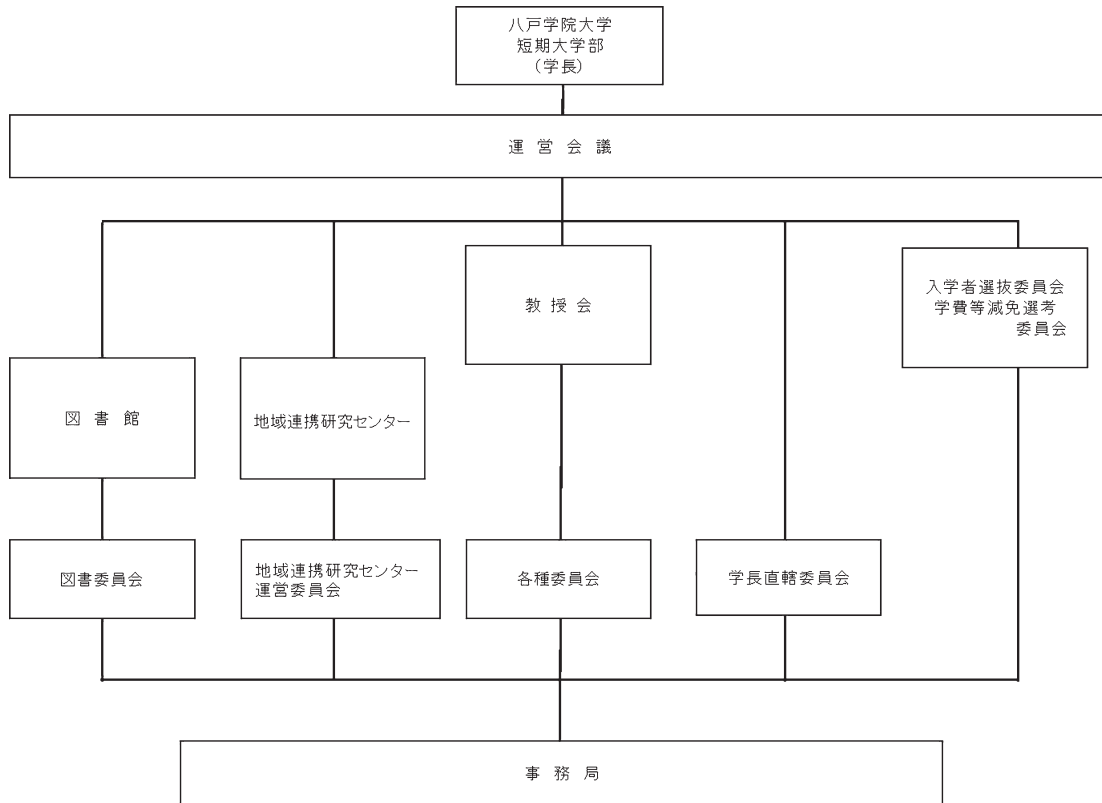 八戸学院大学
短期大学部
(学長)
運営会議
教授会
入学者選抜委員会
学費等減免選考
委員会
図書館
地域連携研究センター
図書委員会
地域連携研究センター
運営委員会
各種委員会
学長直轄委員会
事務局